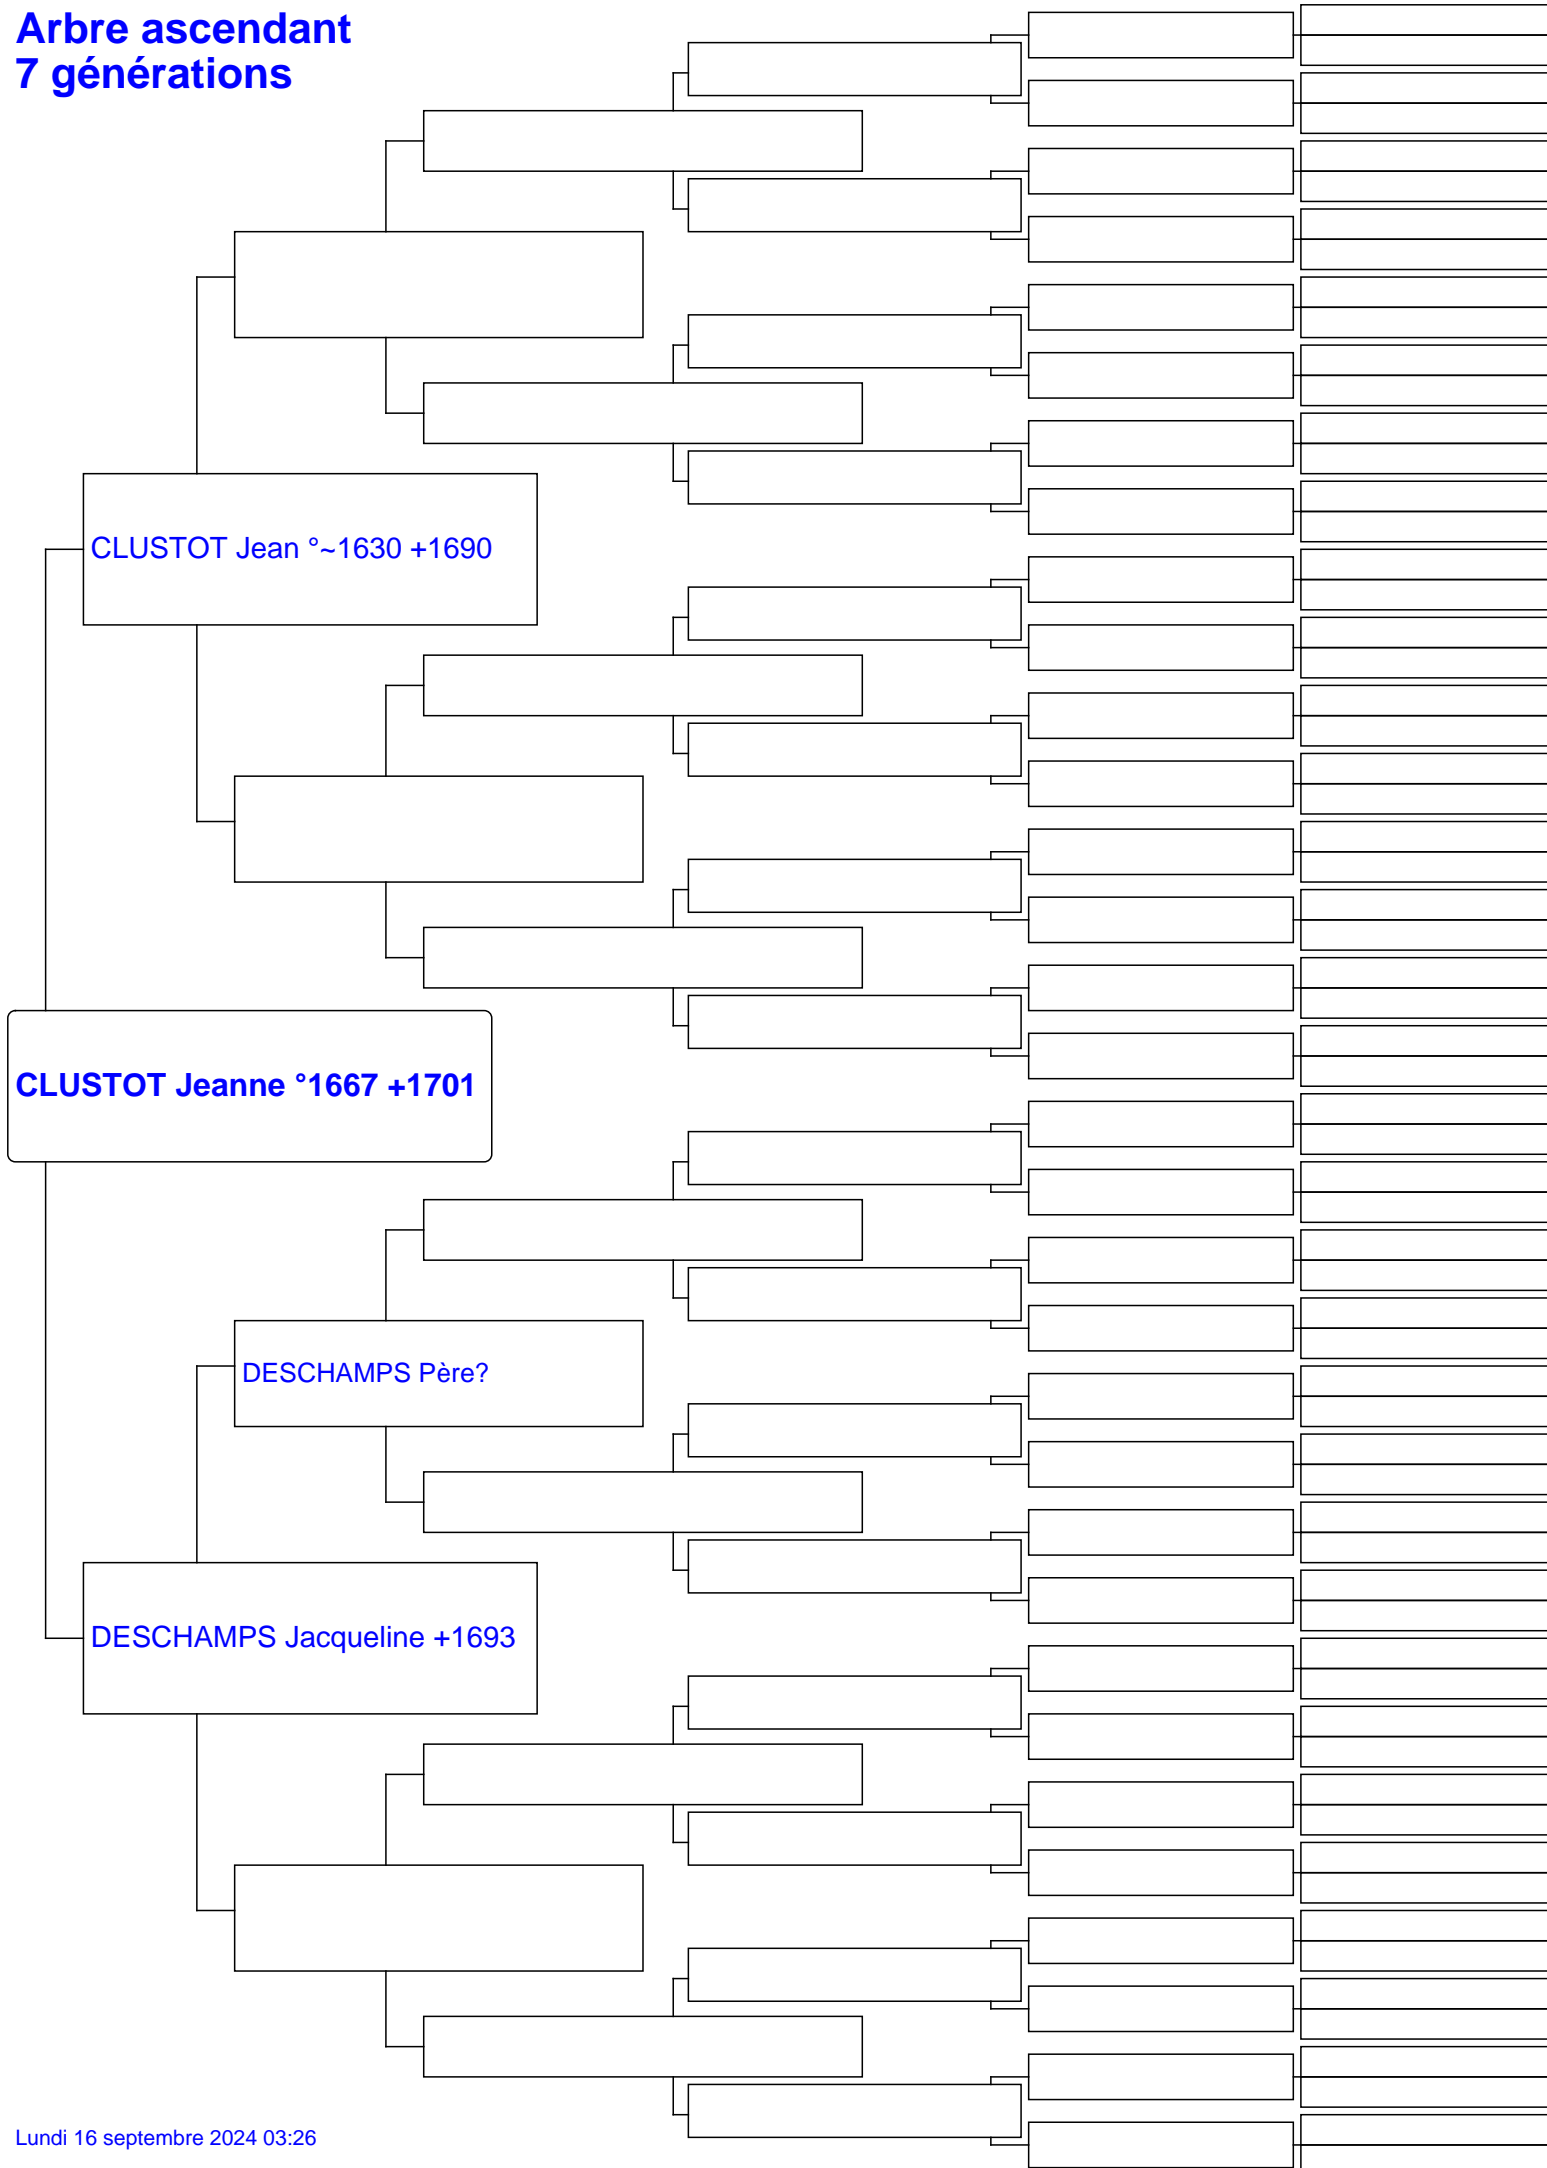 Arbre ascendant
7 générations
CLUSTOT Jean °~1630 +1690
CLUSTOT Jeanne °1667 +1701
DESCHAMPS Père?
DESCHAMPS Jacqueline +1693
Lundi 16 septembre 2024 03:26